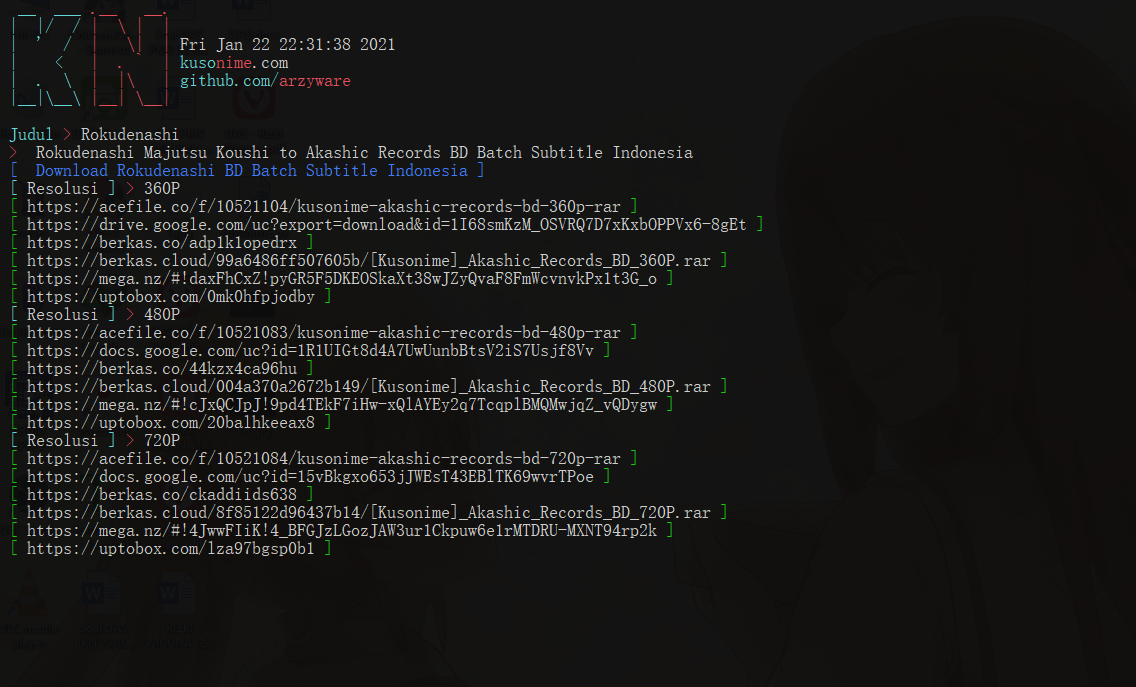 Fri Jan 22 22:31:38 2021
kusonime.com
github.com/arzyware
Judul > Rokudenashi
> Rokudenashi Majutsu Koushi to Akashic Records BD Batch Subtitle Indonesia
[ Download Rokudenashi BD Batch Subtitle Indonesia ]
[ Resolusi ] > 360P
[ https://acefile.co/f/10521104/kusonime-akashic-records-bd-360p-rar ]
[ https://drive.google.com/uc?export=download&id=1I68smKzM_OSVRQ7D7xKxbOPPVx6-8gEt ]
[ https://berkas.co/adp1k1opedrx ]
[ https://berkas.cloud/99a6486ff507605b/[Kusonime]_Akashic_Records_BD_360P.rar ]
[ https://mega.nz/#!daxFhCxZ!pyGR5F5DKEOSkaXt38wJZyQvaF8FmWcvnvkPx1t3G_o ]
[ https://uptobox.com/0mk0hfpjodby ]
[ Resolusi ] > 480P
[ https://acefile.co/f/10521083/kusonime-akashic-records-bd-480p-rar ]
[ https://docs.google.com/uc?id=1R1UIGt8d4A7UwUunbBtsV2iS7Usjf8Vv ]
[ https://berkas.co/44kzx4ca96hu ]
[ https://berkas.cloud/004a370a2672b149/[Kusonime]_Akashic_Records_BD_480P.rar ]
[ https://mega.nz/#!cJxQCJpJ!9pd4TEkF7iHw-xQlAYEy2q7TcqplBMQMwjqZ_vQDygw ]
[ https://uptobox.com/20balhkeeax8 ]
[ Resolusi ] > 720P
[ https://acefile.co/f/10521084/kusonime-akashic-records-bd-720p-rar ]
[ https://docs.google.com/uc?id=15vBkgxo653jJWEsT43EBlTK69wvrTPoe ]
[ https://berkas.co/ckaddiids638 ]
[ https://berkas.cloud/8f85122d96437b14/[Kusonime]_Akashic_Records_BD_720P.rar ]
[ https://mega.nz/#!4JwwFIiK!4_BFGJzLGozJAW3ur1Ckpuw6e1rMTDRU-MXNT94rp2k ]
[ https://uptobox.com/lza97bgsp0b1 ]